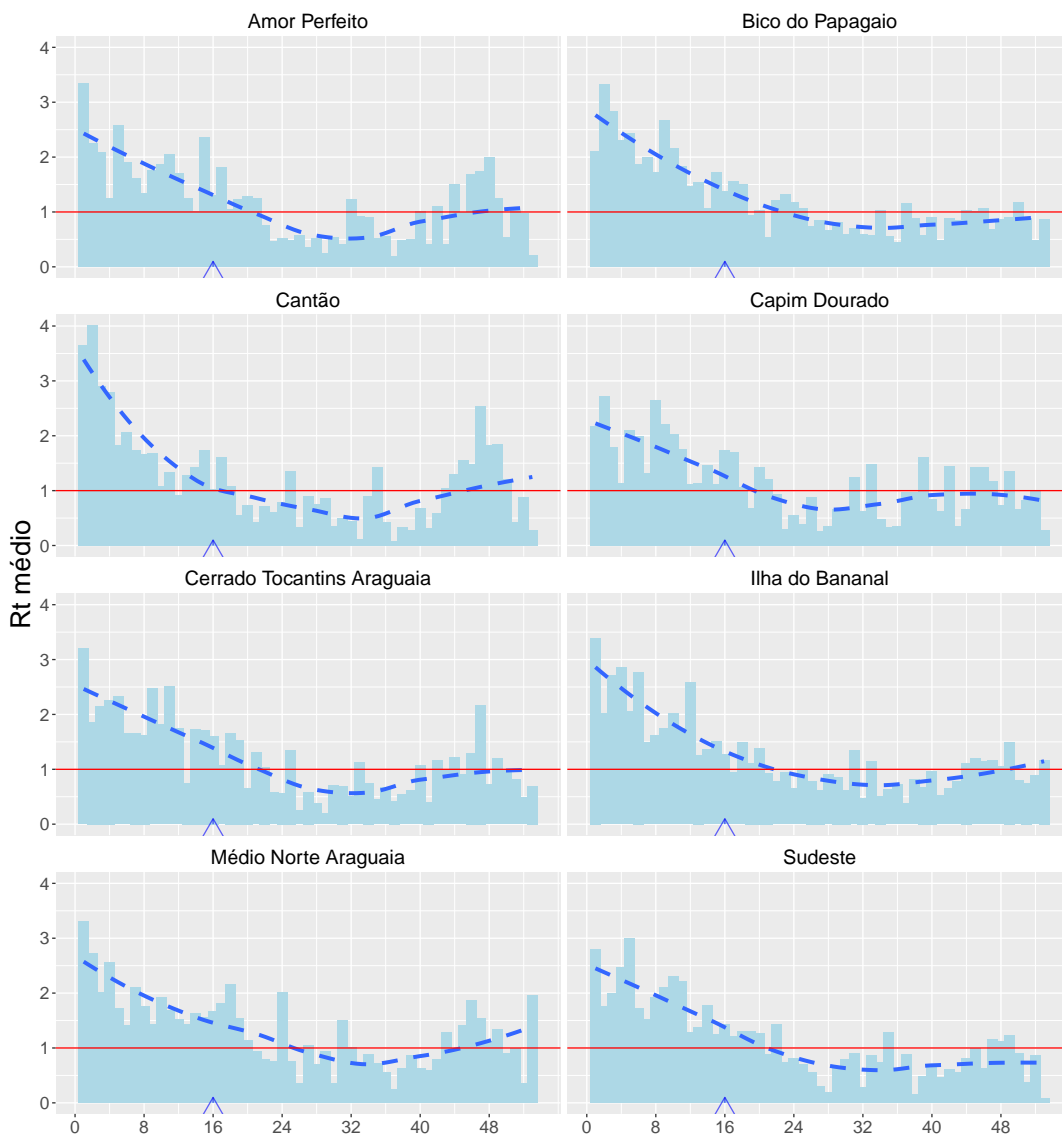 Amor Perfeito
Bico do Papagaio
4
3
2
1
0
Cantão
Capim Dourado
4
3
2
1
0
Rt médio
Cerrado Tocantins Araguaia
Ilha do Bananal
4
3
2
1
0
Médio Norte Araguaia
Sudeste
4
3
2
1
0
0 8 16 24 32 40 48
0 8 16 24 32 40 48